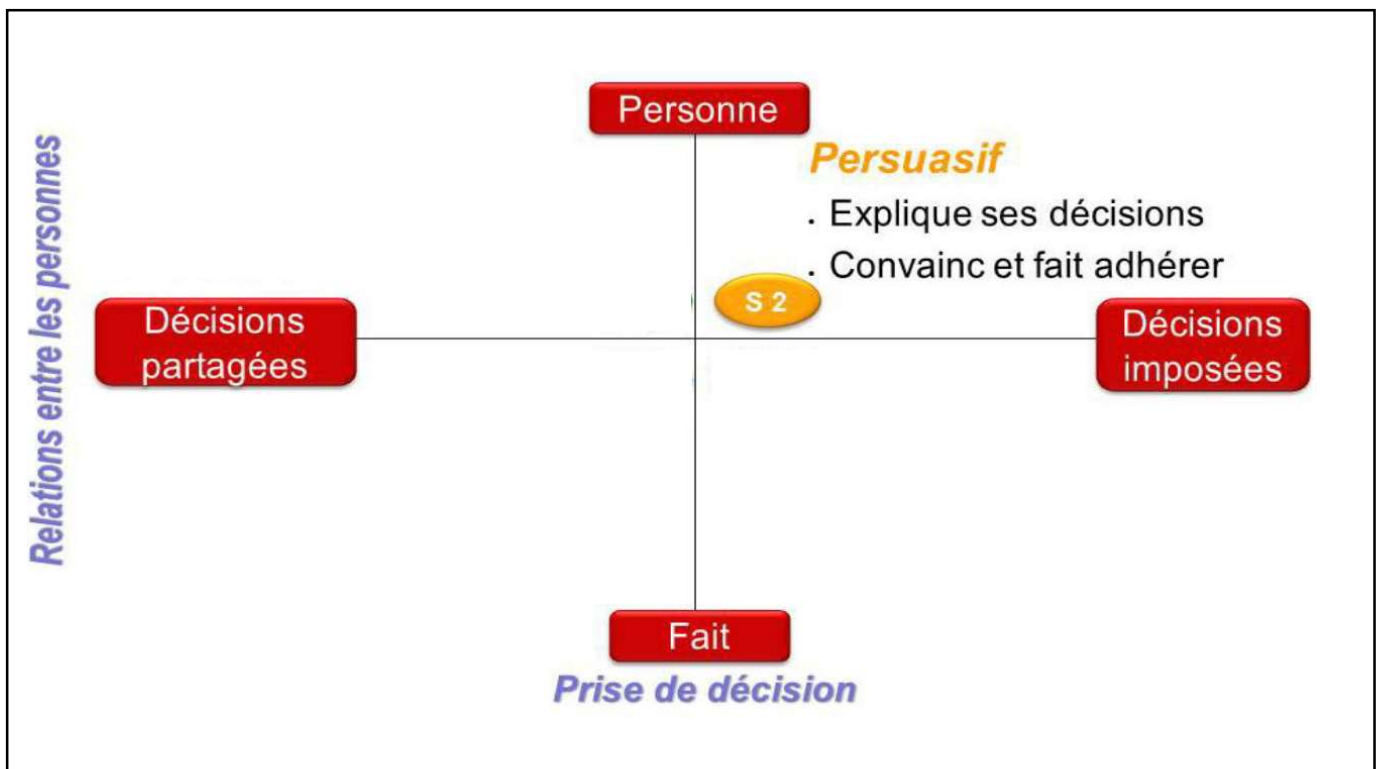 Personne
Persuasif
. Explique ses décisions
. Convainc et fait adhérer
S 2
Décisions
partagées
Décisions
imposées
Relations entre les personnes
Fait
Prise de décision